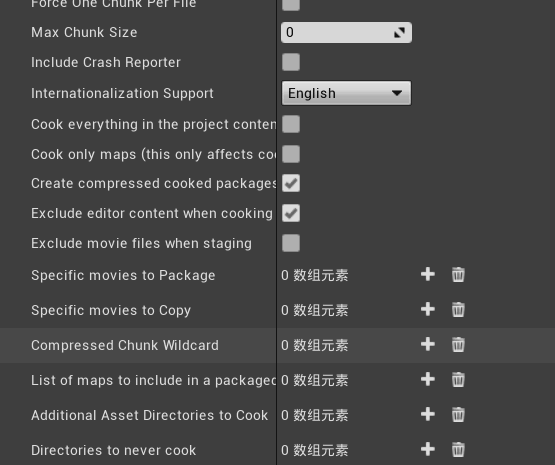 Force One Chunk Per File
Max Chunk Size
0
Include Crash Reporter
Internationalization Support
English
Cook everything in the project conten
Cook only maps (this only affects coo
Create compressed cooked packages
Exclude editor content when cooking
Exclude movie files when staging
Specific movies to Package
0 数组元素
Specific movies to Copy
0 数组元素
Compressed Chunk Wildcard
0 数组元素
List of maps to include in a packaged
0 数组元素
Additional Asset Directories to Cook
0 数组元素
Directories to never cook
0 数组元素